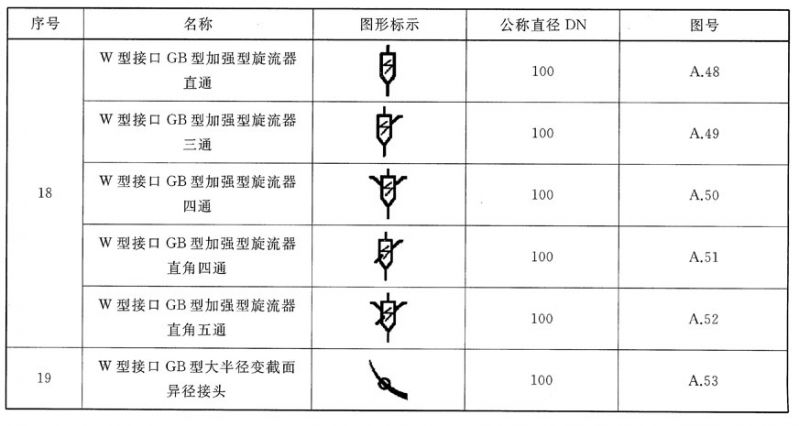 序号 名称 图形标示 公称直径 DN 图号
W 型接口 GB 型加强型旋流器
直通
100 A.48
W 型接口 GB 型加强型旋流器
三通
100 A.49
18
W 型接口 GB 型加强型旋流器
四通
100 A.50
W 型接口 GB 型加强型旋流器
直角四通
100 A.51
W 型接口 GB 型加强型旋流器
直角五通
100 A.52
19
W 型接口 GB 型大半径变截面
异径接头
100 A.53